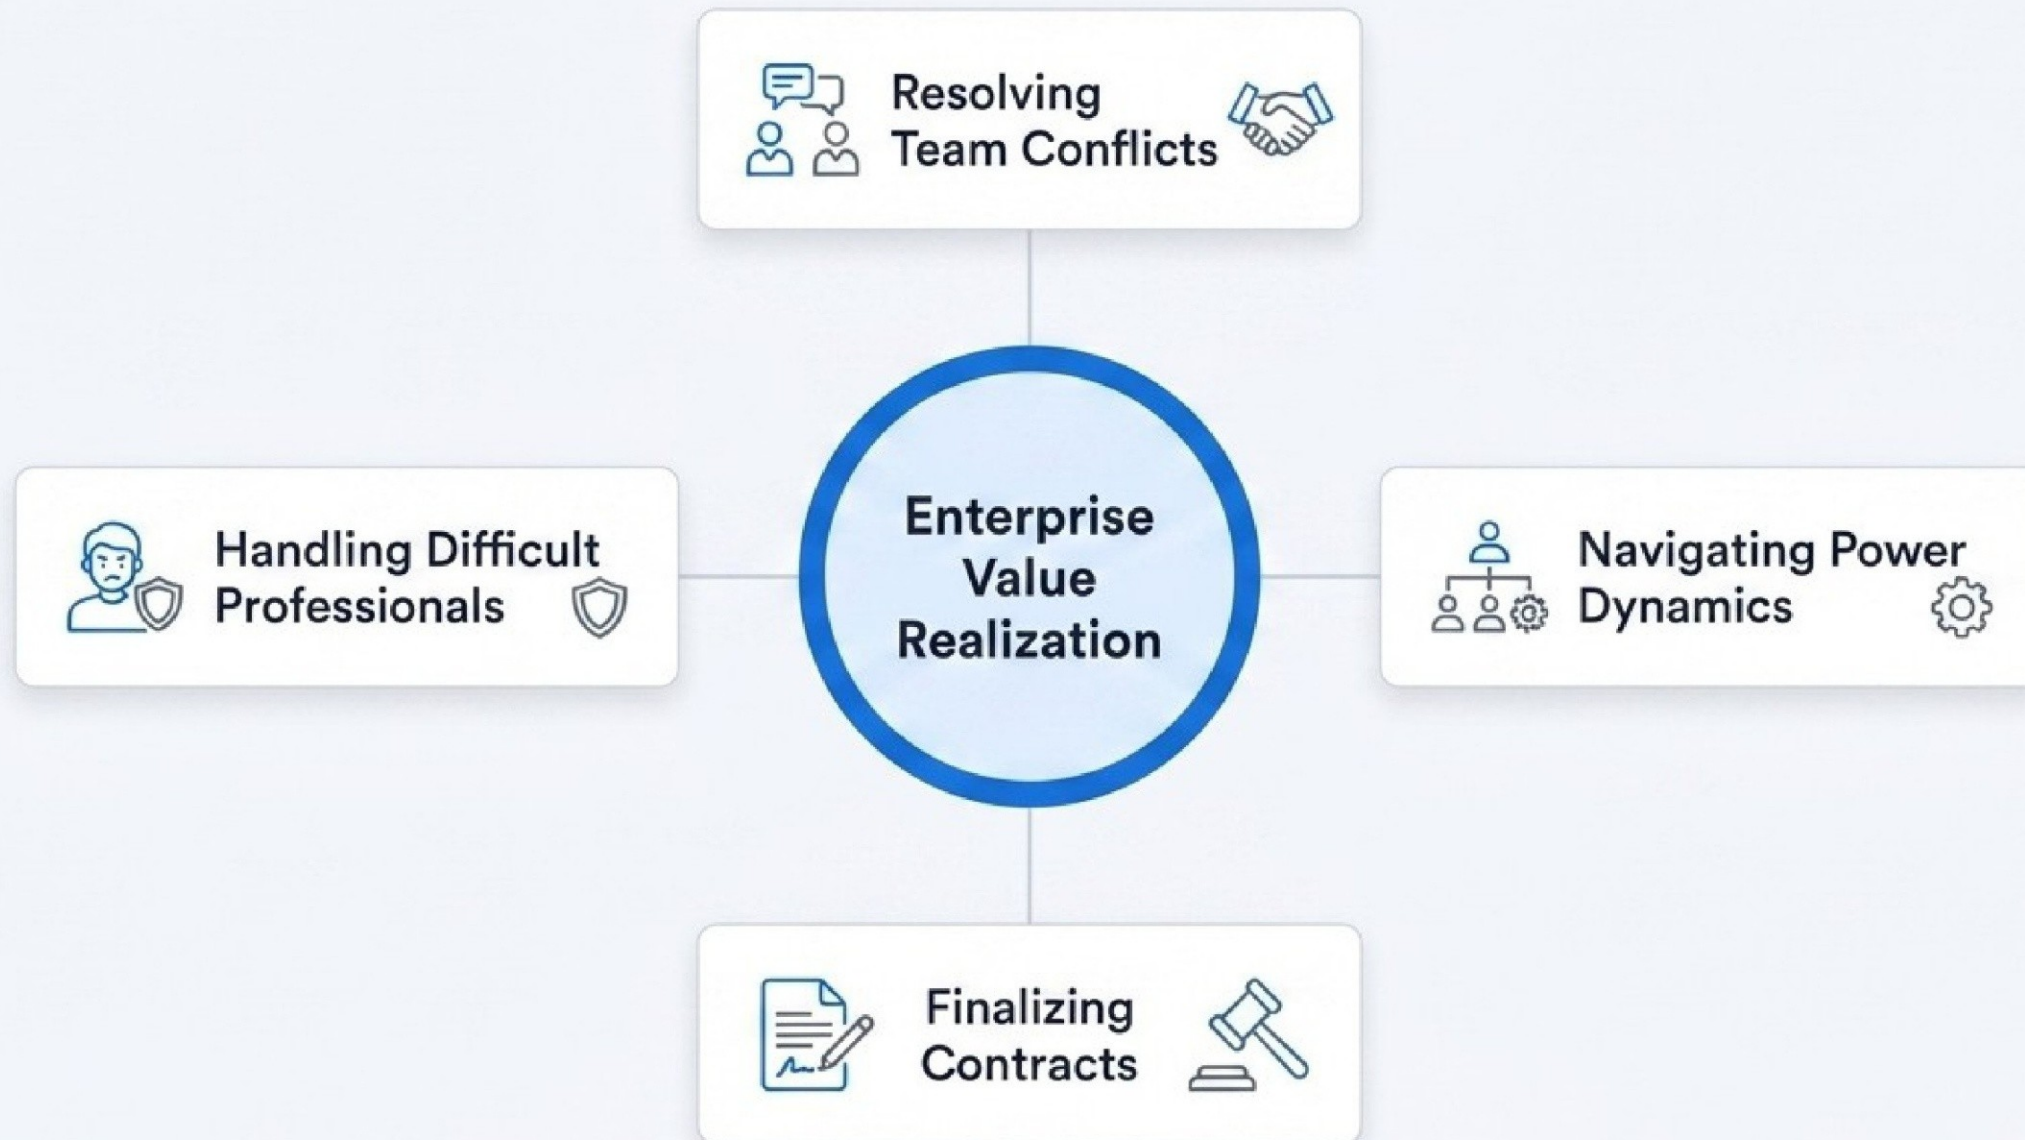 Resolving
Team Conflicts
Handling Difficult
Professionals
Enterprise
Value
Realization
Navigating Power
Dynamics
Finalizing
Contracts